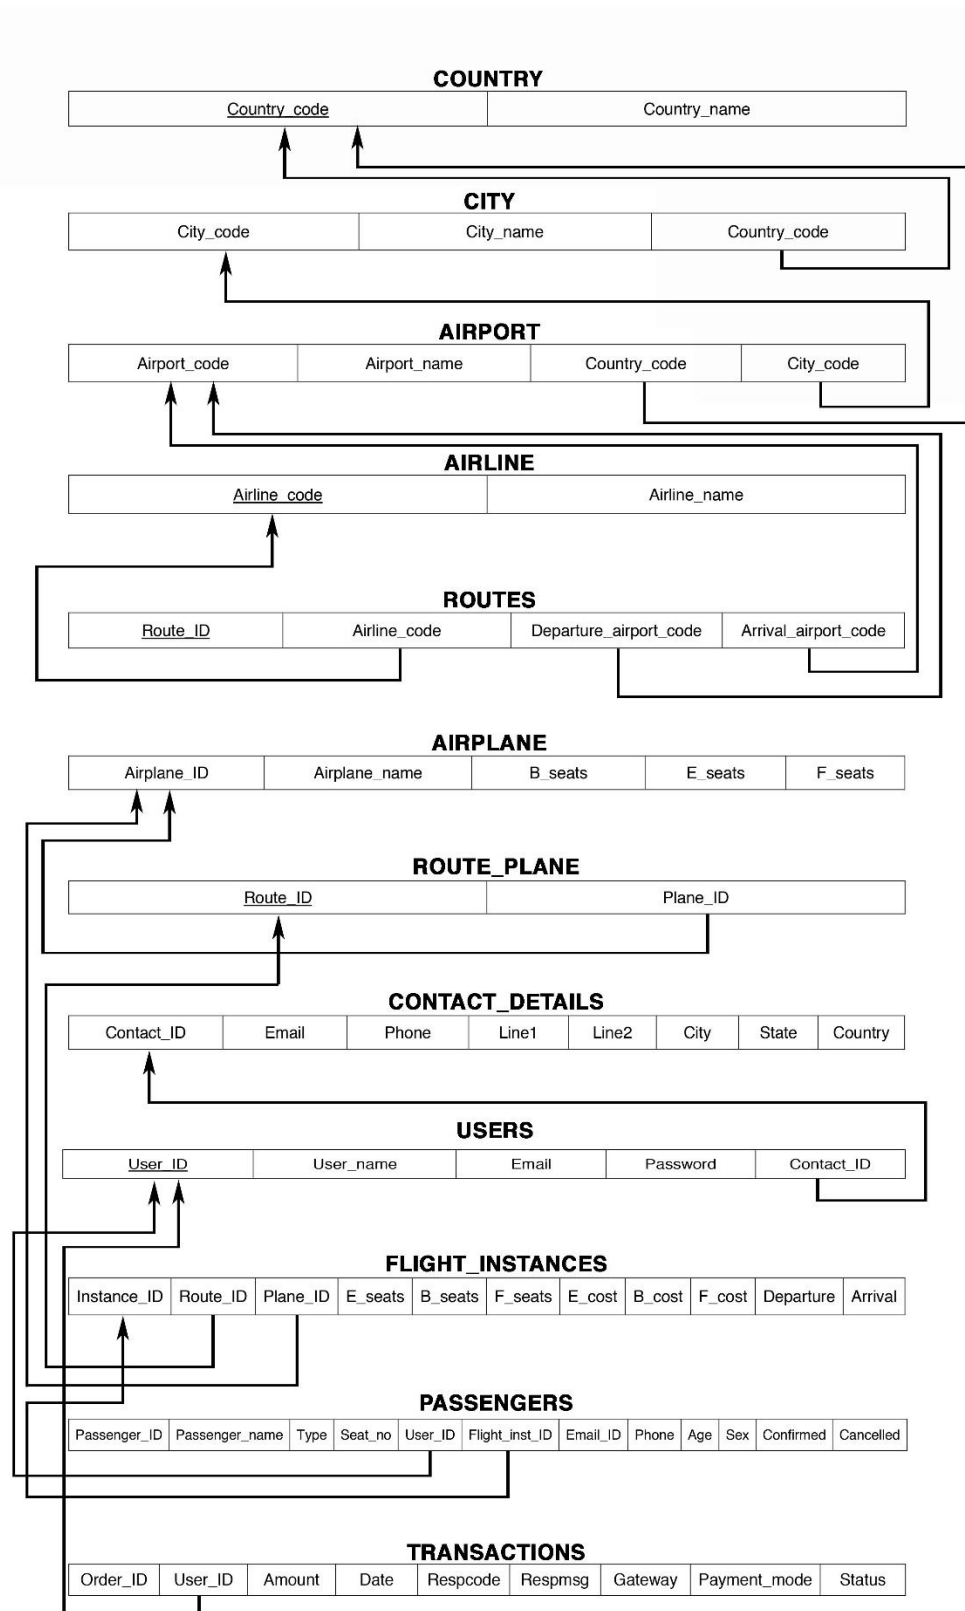 COUNTRY
Country_code Country_name
CITY
City_code City_name Country_code
AIRPORT
Airport_code Airport_name Country_code City_code
AIRLINE
Airline_code Airline_name
ROUTES
Route_ID Airline_code Departure_airport_code Arrival_airport_code
AIRPLANE
Airplane_ID Airplane_name B_seats E_seats F_seats
ROUTE_PLANE
Route_ID Plane_ID
CONTACT_DETAILS
Contact_ID Email Phone Line1 Line2 City State Country
USERS
User_ID User_name Email Password Contact_ID
FLIGHT_INSTANCES
Instance_ID Route_ID Plane_ID E_seats B_seats F_seats E_cost B_cost F_cost Departure Arrival
PASSENGERS
Passenger_ID Passenger_name Type Seat_no User_ID Flight_inst_ID Email_ID Phone Age Sex Confirmed Cancelled
TRANSACTIONS
Order_ID User_ID Amount Date Respcode Respmsg Gateway Payment_mode Status